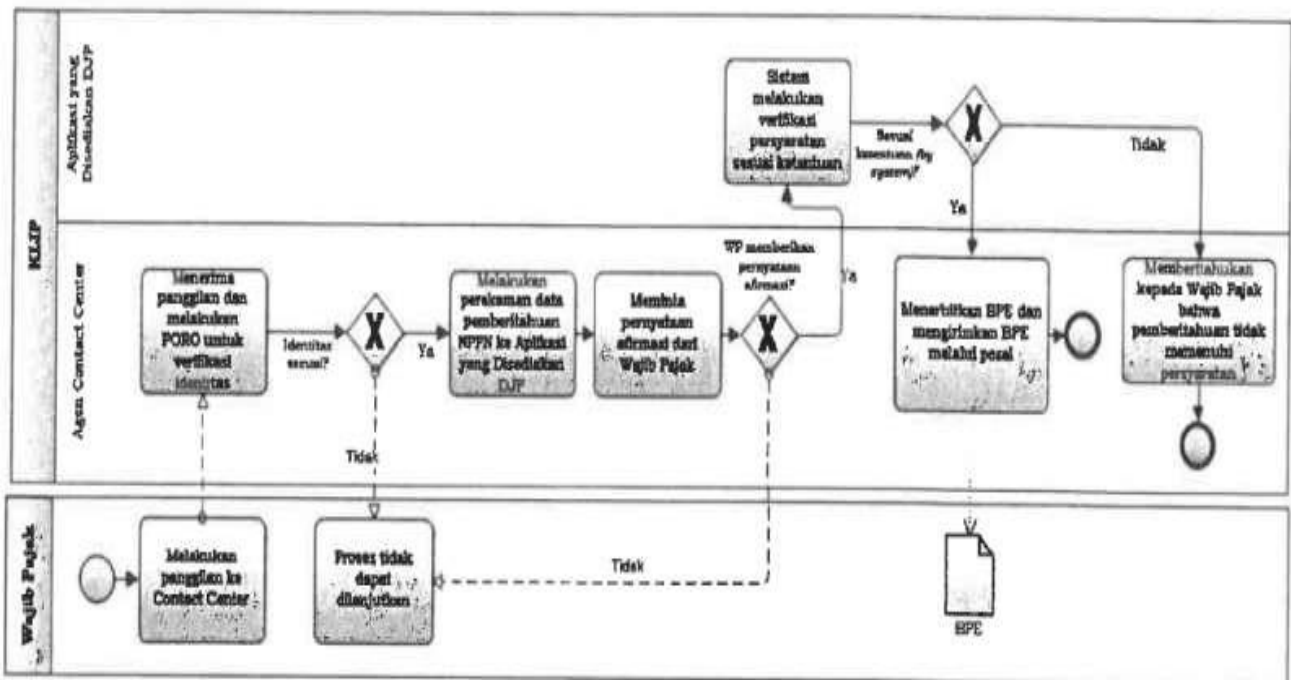 KLIP
Aplikasi yang
Disediakan DJP
Agen Contact Center
Sistem
melakukan
verifikasi
persyaratan
sesuai ketentuan
Sesuai
ketentuan (by
system)?
Tidak
Ya
Menerima
panggilan dan
melakukan
PORO untuk
verifikasi
identitas
Identitas
sesuai?
Ya
Tidak
Melakukan
perekaman data
pemberitahuan
NPPN ke Aplikasi
yang Disediakan
DJP
Meminta
pernyataan
afirmasi dari
Wajib Pajak
WP memberikan
pernyataan
afirmasi?
Ya
Tidak
Menerbitkan BPE dan
mengirimkan BPE
melalui
Memberitahukan
kepada Wajib Pajak
bahwa
pemberitahuan tidak
memenuhi
persyaratan
Wajib Pajak
Melakukan
panggilan ke
Contact Center
Proses tidak
dapat
dilanjutkan
BPE